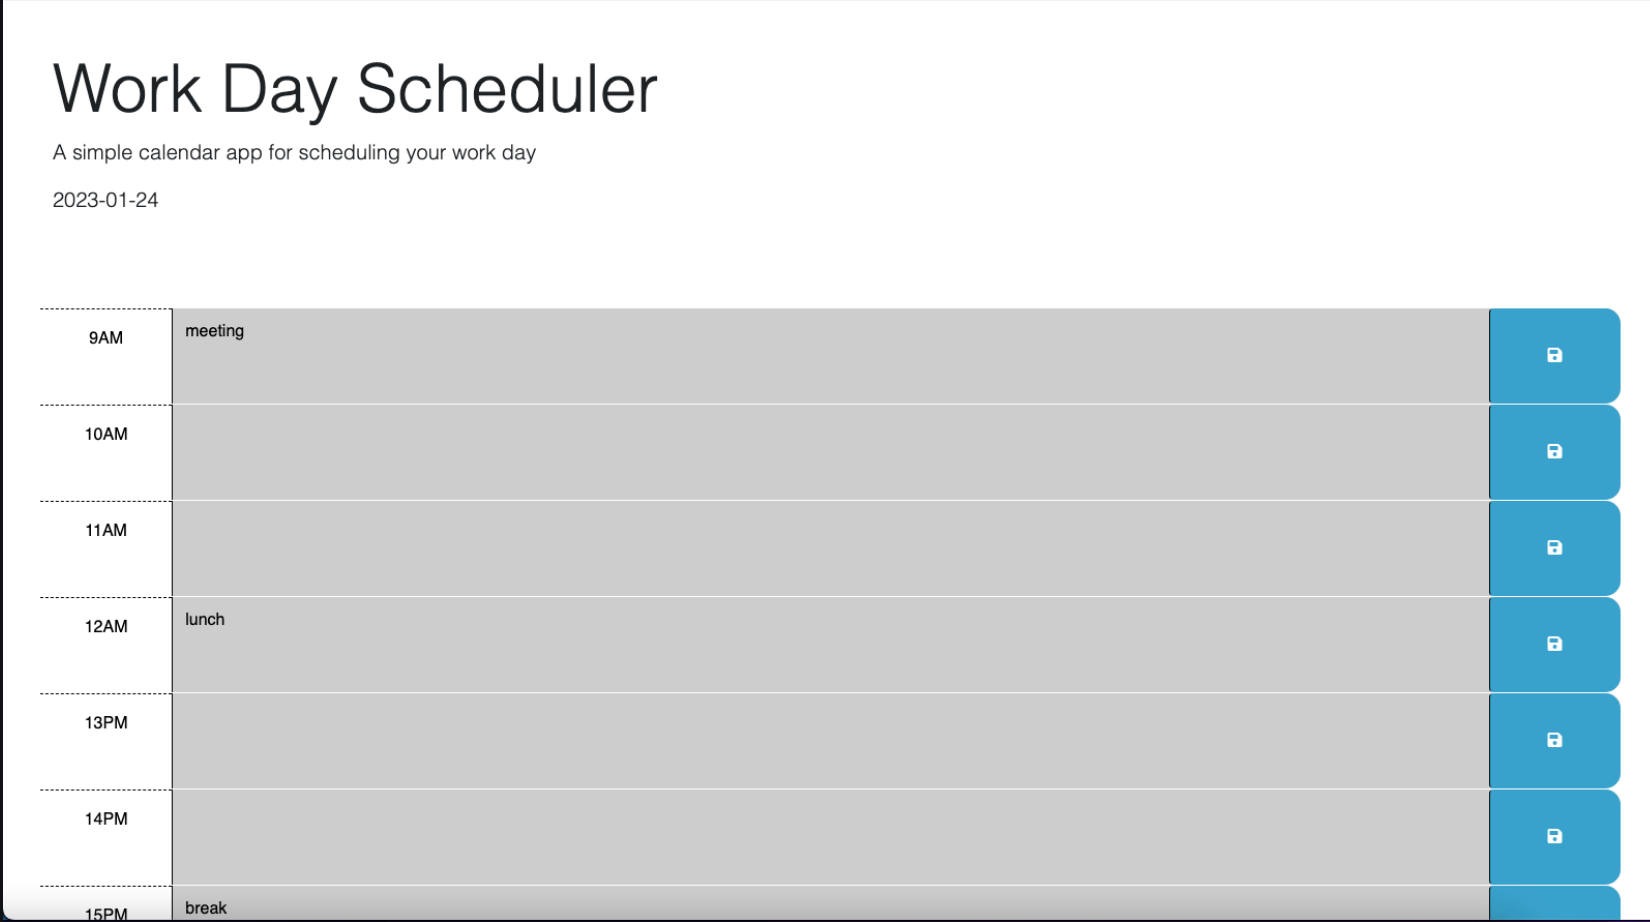 Work Day Scheduler
A simple calendar app for scheduling your work day
2023-01-24
9AM meeting
10AM
11AM
12AM lunch
13PM
14PM
15PM break